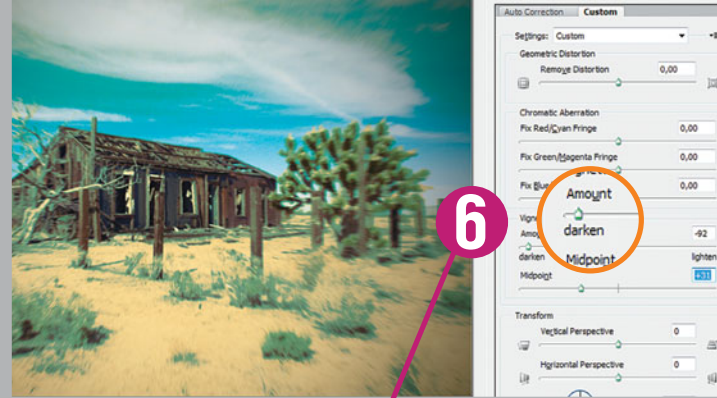 Auto Correction Custom
Settings: Custom
Geometric Distortion
Remove Distortion 0,00
Chromatic Aberration
Fix Red/Cyan Fringe 0,00
Fix Green/Magenta Fringe 0,00
Fix Blue 0,00
Amount
darken
Midpoint
6
Vign
Amo -92
darken lighten
Midpoint +31
Transform
Vertical Perspective 0
Horizontal Perspective 0